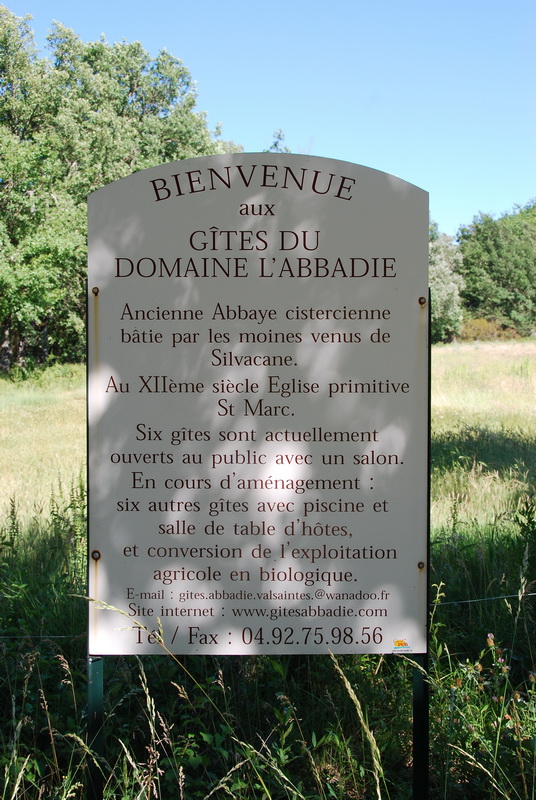 BIENVENUE
aux
GÎTES DU
DOMAINE L'ABBADIE
Ancienne Abbaye cistercienne
bâtie par les moines venus de
Silvacane.
Au XIIème siècle Eglise primitive
St Marc.
Six gîtes sont actuellement
ouverts au public avec un salon.
En cours d'aménagement :
six autres gîtes avec piscine et
salle de table d'hôtes,
et conversion de l'exploitation
agricole en biologique.
E-mail : gites.abbadie.valsaintes.@wanadoo.fr
Site internet : www.gitesabbadie.com
Tél / Fax : 04.92.75.98.56